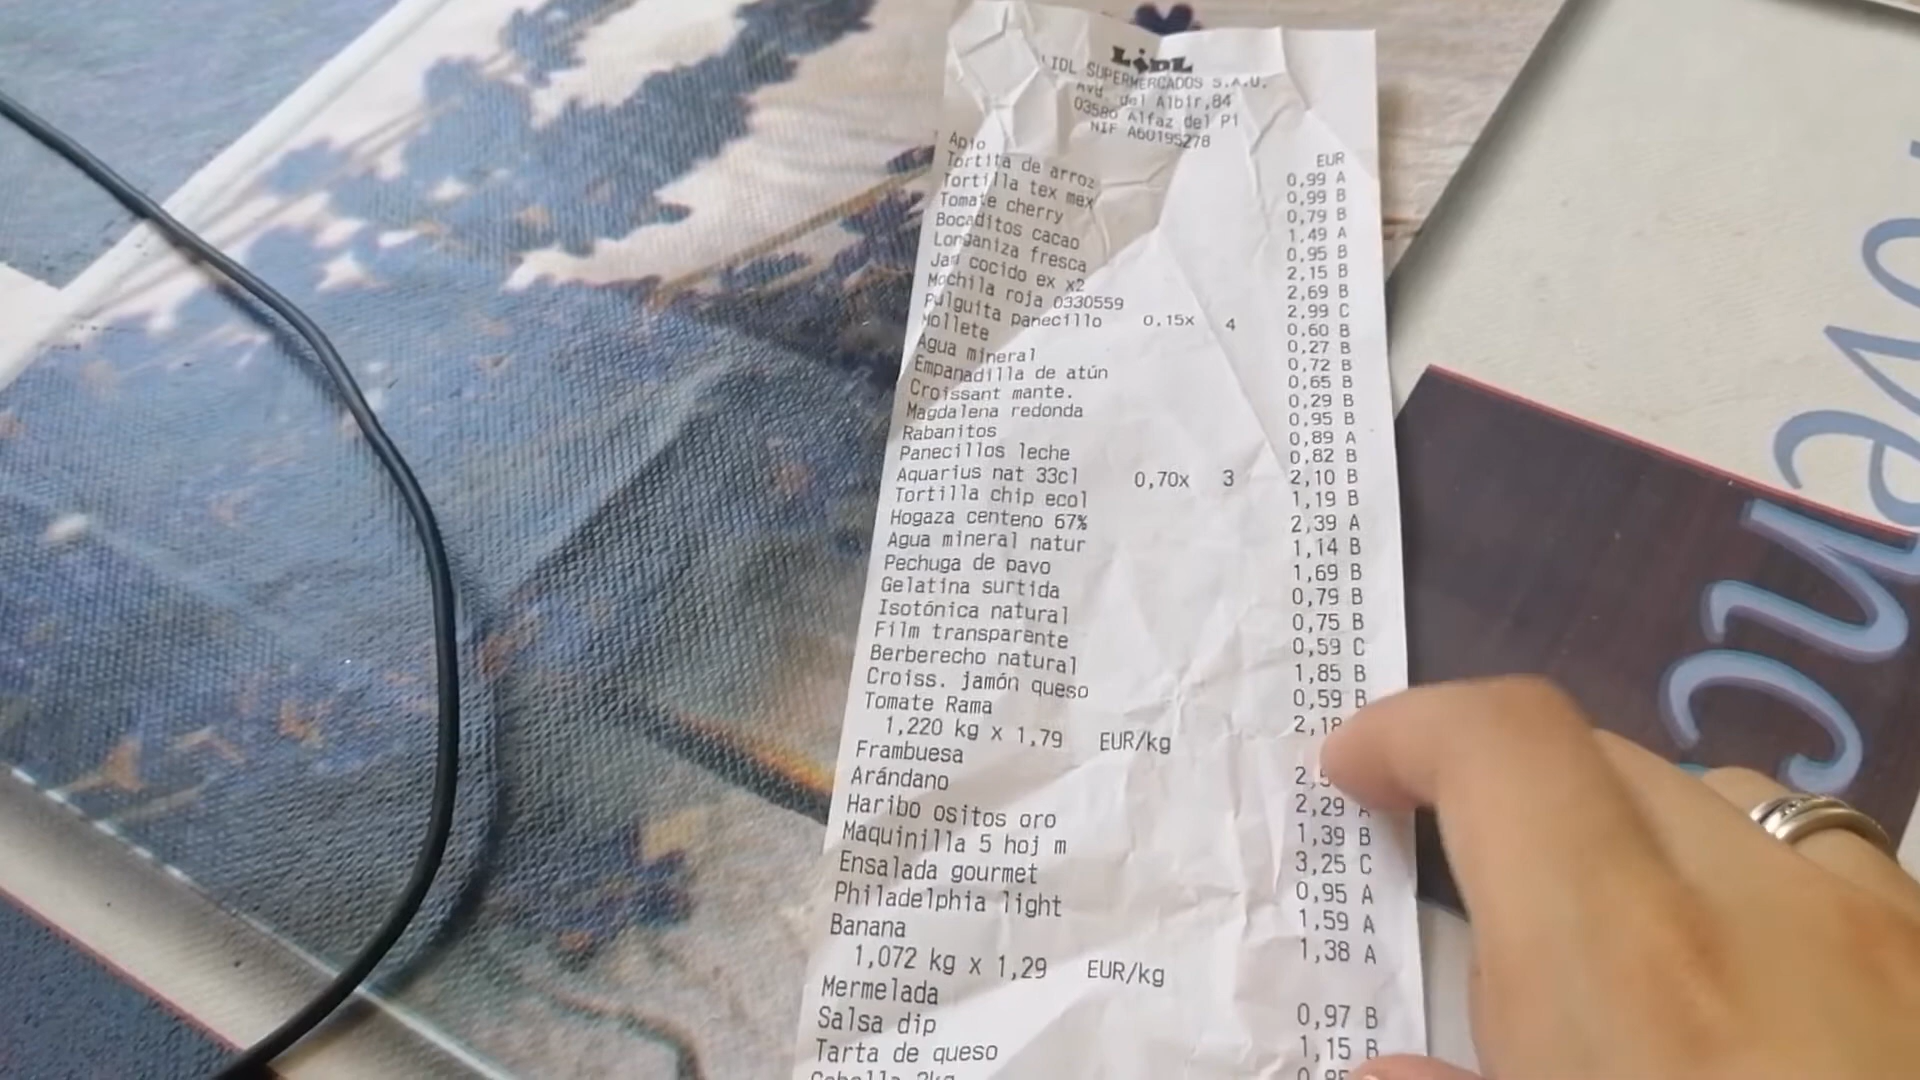 LIDL
LIDL SUPERMERCADOS S.A.U.
Avd. del Albir,84
03580 Alfaz del Pi
NIF A60195278
EUR
Apio 0,99 A
Tortita de arroz 0,99 B
Tortilla tex mex 0,79 B
Tomate cherry 1,49 A
Bocaditos cacao 0,95 B
Longaniza fresca 2,15 B
Jam cocido ex x2 2,69 B
Mochila roja 0330559 2,99 C
Pulguita panecillo 0,15x 4 0,60 B
Mollete 0,27 B
Agua mineral 0,72 B
Empanadilla de atún 0,65 B
Croissant mante. 0,29 B
Magdalena redonda 0,95 B
Rabanitos 0,89 A
Panecillos leche 0,82 B
Aquarius nat 33cl 0,70x 3 2,10 B
Tortilla chip ecol 1,19 B
Hogaza centeno 67% 2,39 A
Agua mineral natur 1,14 B
Pechuga de pavo 1,69 B
Gelatina surtida 0,79 B
Isotónica natural 0,75 B
Film transparente 0,59 C
Berberecho natural 1,85 B
Croiss. jamón queso 0,59 B
Tomate Rama 2,18
1,220 kg x 1,79 EUR/kg
Frambuesa
Arándano 2,29 A
Haribo ositos oro 1,39 B
Maquinilla 5 hoj m 3,25 C
Ensalada gourmet 0,95 A
Philadelphia light 1,59 A
Banana 1,38 A
1,072 kg x 1,29 EUR/kg
Mermelada 0,97 B
Salsa dip 1,15 B
Tarta de queso